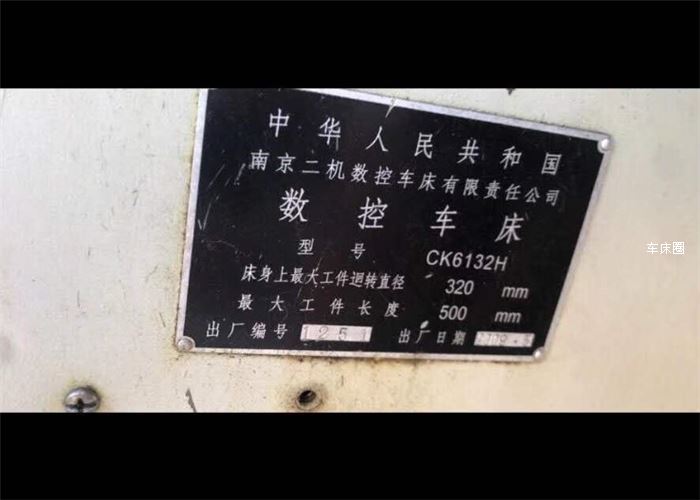 中华人民共和国
南京二机数控车床有限责任公司
数控车床
型号 CK6132H
床身上最大工件迴转直径 320 mm
最大工件长度 500 mm
出厂编号 1251 出厂日期
车床圈